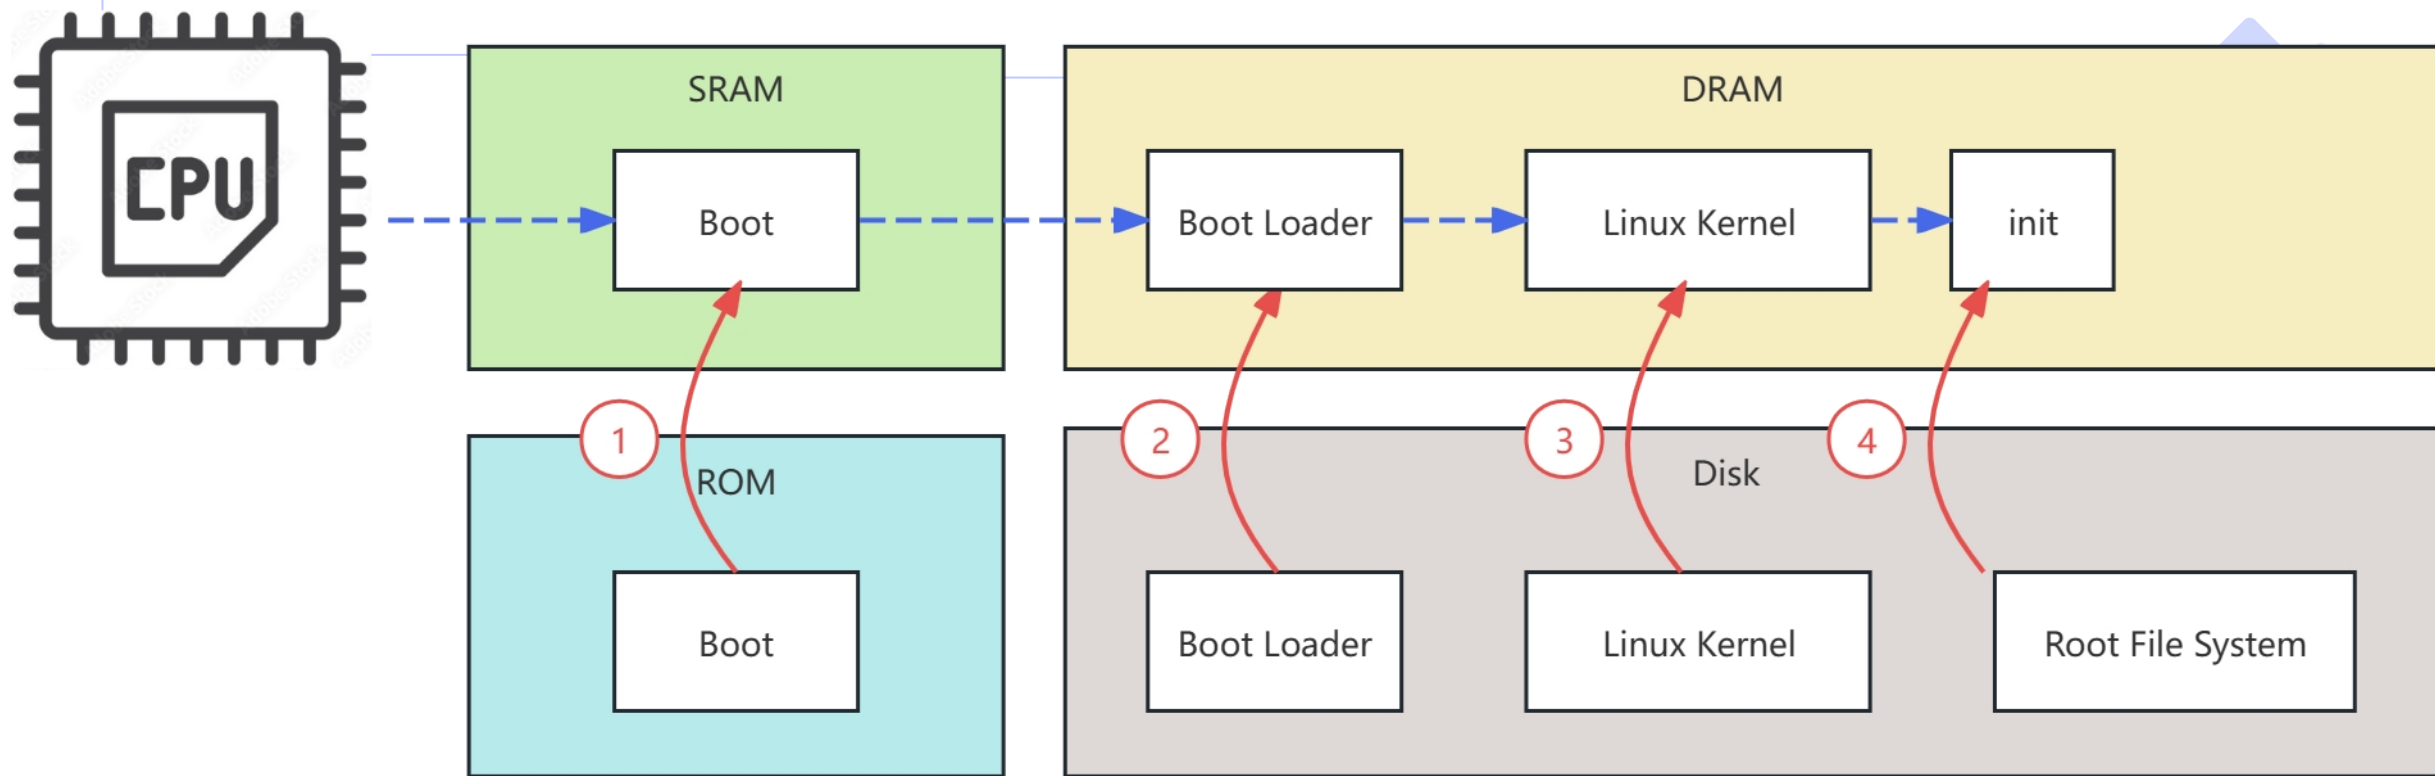 CPU
SRAM
DRAM
Boot
Boot Loader
Linux Kernel
init
1
2
3
4
ROM
Disk
Boot
Boot Loader
Linux Kernel
Root File System